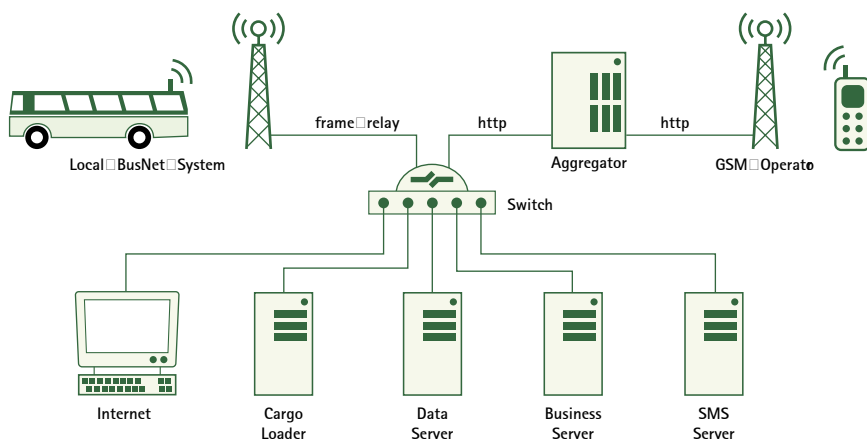 frame□relay
http
http
Local□BusNet□System
Aggregator
GSM□Operator
Switch
Internet
Cargo
Loader
Data
Server
Business
Server
SMS
Server